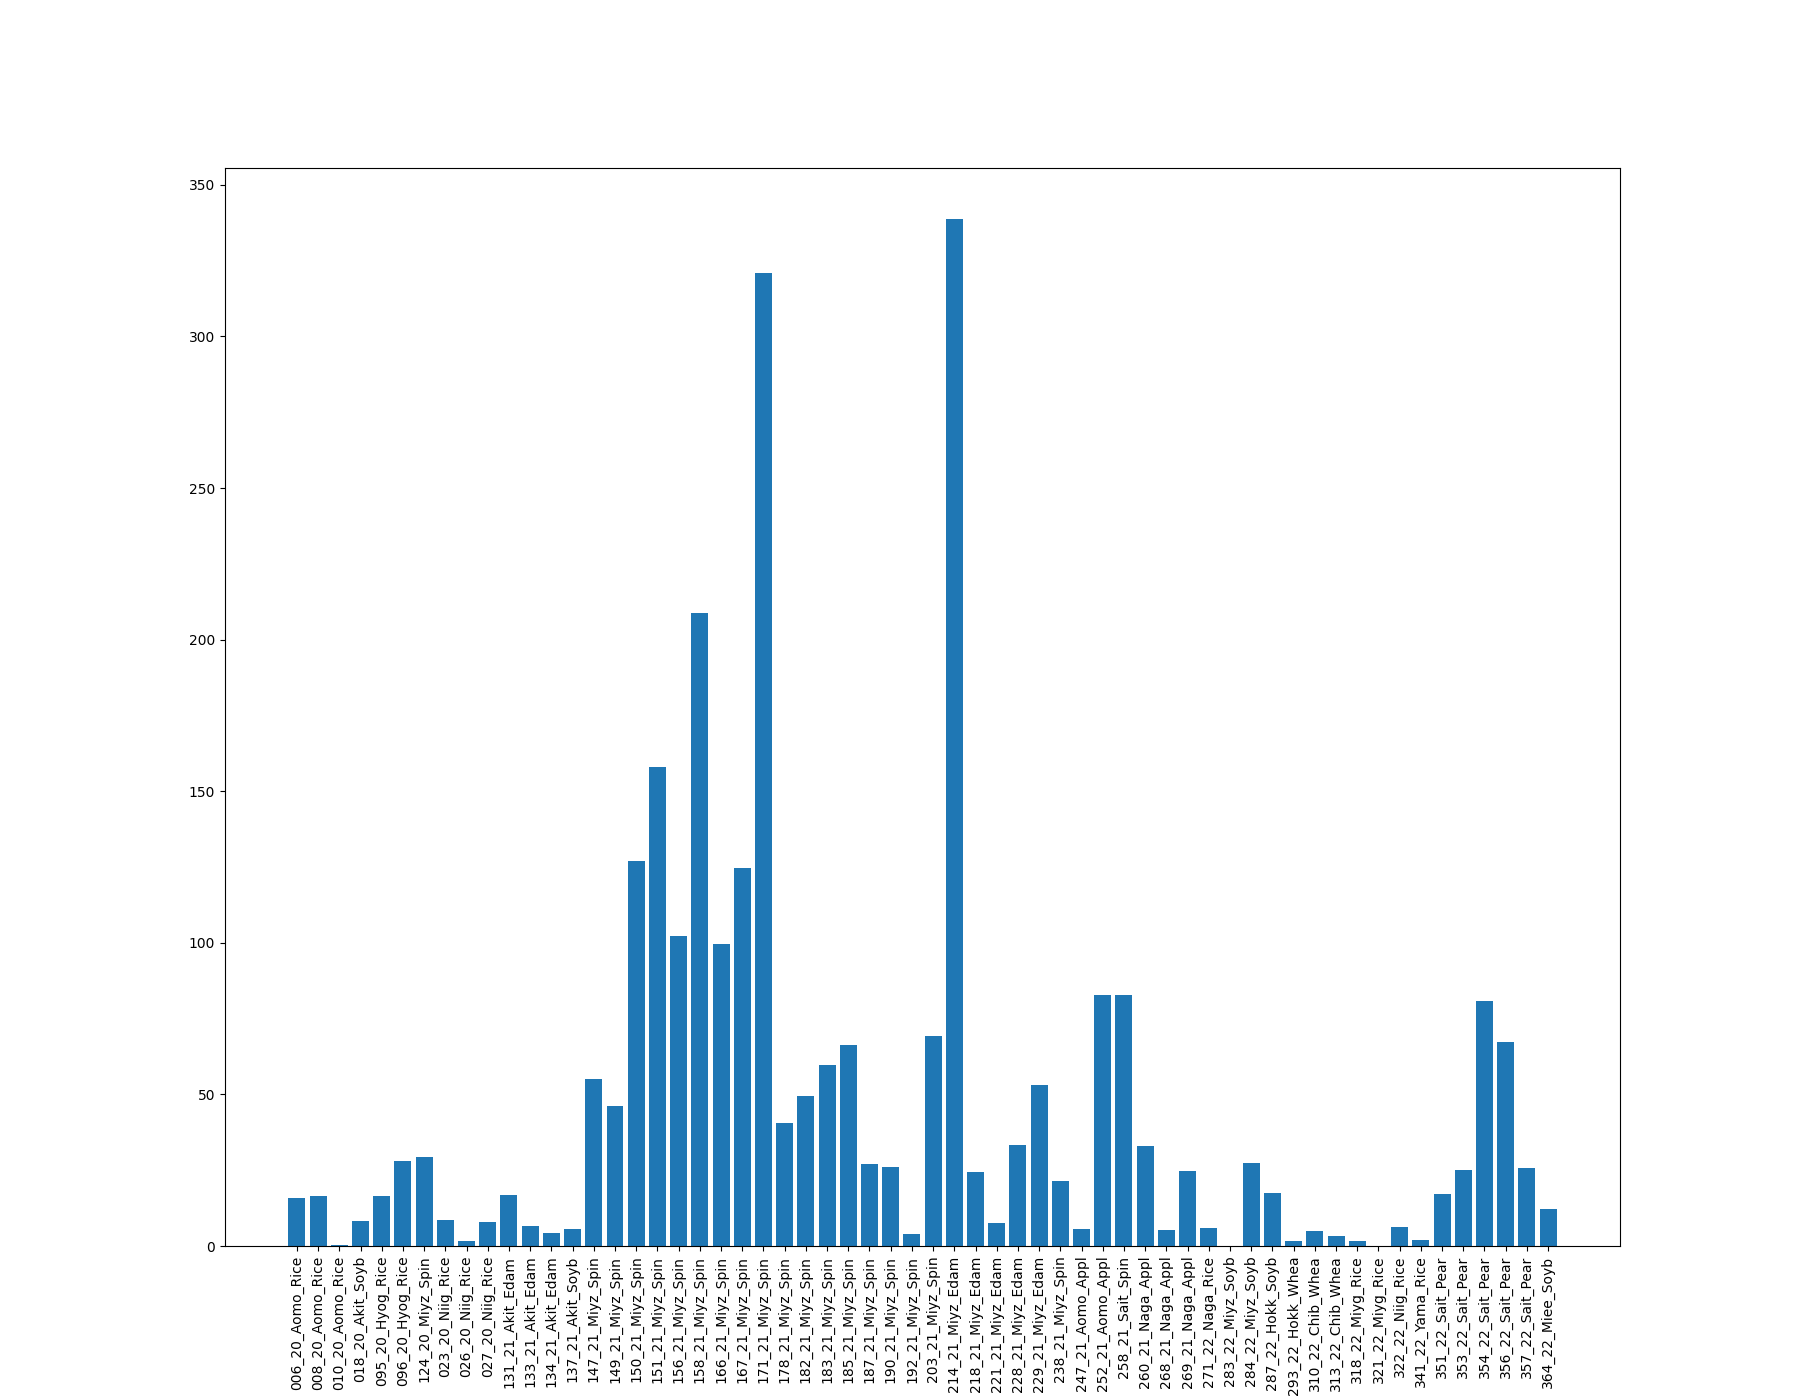 350
300
250
200
150
100
50
0
006_20_Aomo_Rice
008_20_Aomo_Rice
010_20_Aomo_Rice
018_20_Akit_Soyb
095_20_Hyog_Rice
096_20_Hyog_Rice
124_20_Miyz_Spin
023_20_Niig_Rice
026_20_Niig_Rice
027_20_Niig_Rice
131_21_Akit_Edam
133_21_Akit_Edam
134_21_Akit_Edam
137_21_Akit_Soyb
147_21_Miyz_Spin
149_21_Miyz_Spin
150_21_Miyz_Spin
151_21_Miyz_Spin
156_21_Miyz_Spin
158_21_Miyz_Spin
166_21_Miyz_Spin
167_21_Miyz_Spin
171_21_Miyz_Spin
178_21_Miyz_Spin
182_21_Miyz_Spin
183_21_Miyz_Spin
185_21_Miyz_Spin
187_21_Miyz_Spin
190_21_Miyz_Spin
192_21_Miyz_Spin
203_21_Miyz_Spin
214_21_Miyz_Edam
218_21_Miyz_Edam
221_21_Miyz_Edam
228_21_Miyz_Edam
229_21_Miyz_Edam
238_21_Miyz_Spin
247_21_Aomo_Appl
252_21_Aomo_Appl
258_21_Sait_Spin
260_21_Naga_Appl
268_21_Naga_Appl
269_21_Naga_Appl
271_22_Naga_Rice
283_22_Miyz_Soyb
284_22_Miyz_Soyb
287_22_Hokk_Soyb
293_22_Hokk_Whea
310_22_Chib_Whea
313_22_Chib_Whea
318_22_Miyg_Rice
321_22_Miyg_Rice
322_22_Niig_Rice
341_22_Yama_Rice
351_22_Sait_Pear
353_22_Sait_Pear
354_22_Sait_Pear
356_22_Sait_Pear
357_22_Sait_Pear
364_22_Miee_Soyb